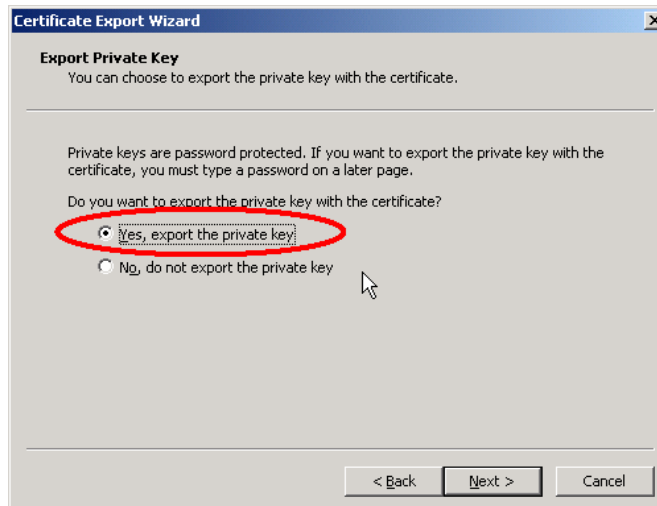 Certificate Export Wizard
Export Private Key
You can choose to export the private key with the certificate.
Private keys are password protected. If you want to export the private key with the
certificate, you must type a password on a later page.
Do you want to export the private key with the certificate?
Yes, export the private key
No, do not export the private key
< Back Next > Cancel